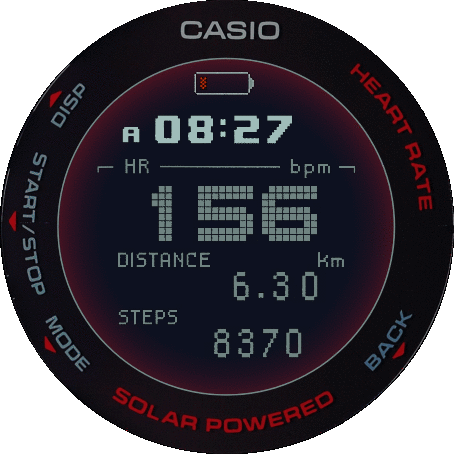 CASIO
DISP
HEART RATE
A 08:27
HR bpm
156
START/STOP
DISTANCE km
6.30
STEPS
8370
MODE
BACK
SOLAR POWERED